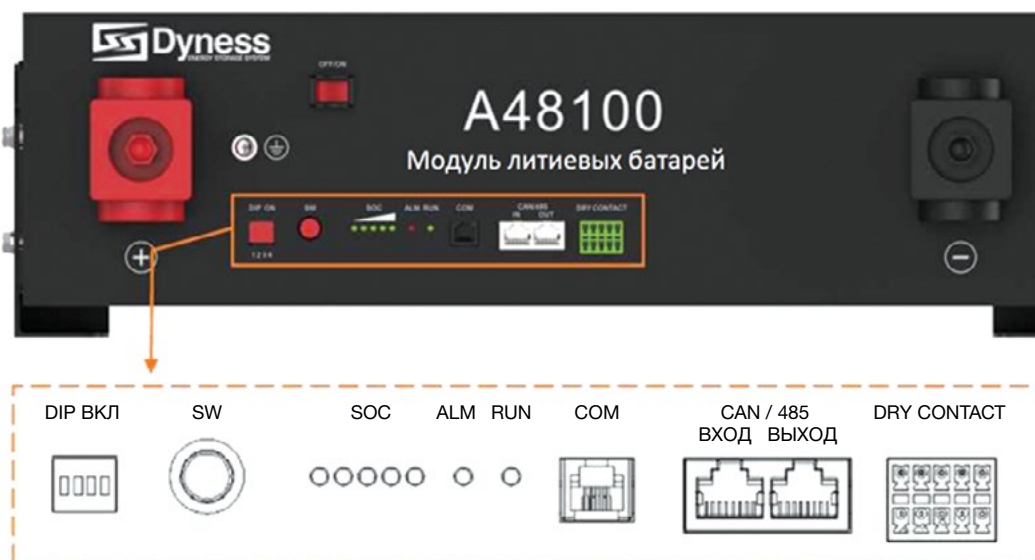 Dyness
ENERGY STORAGE SYSTEM
OFF/ON
A48100
Модуль литиевых батарей
DIP ON
SW
SOC
ALM RUN
COM
CAN/485
IN OUT
DRY CONTACT
1 2 3 4
DIP ВКЛ
SW
SOC
ALM
RUN
COM
CAN / 485
ВХОД ВЫХОД
DRY CONTACT